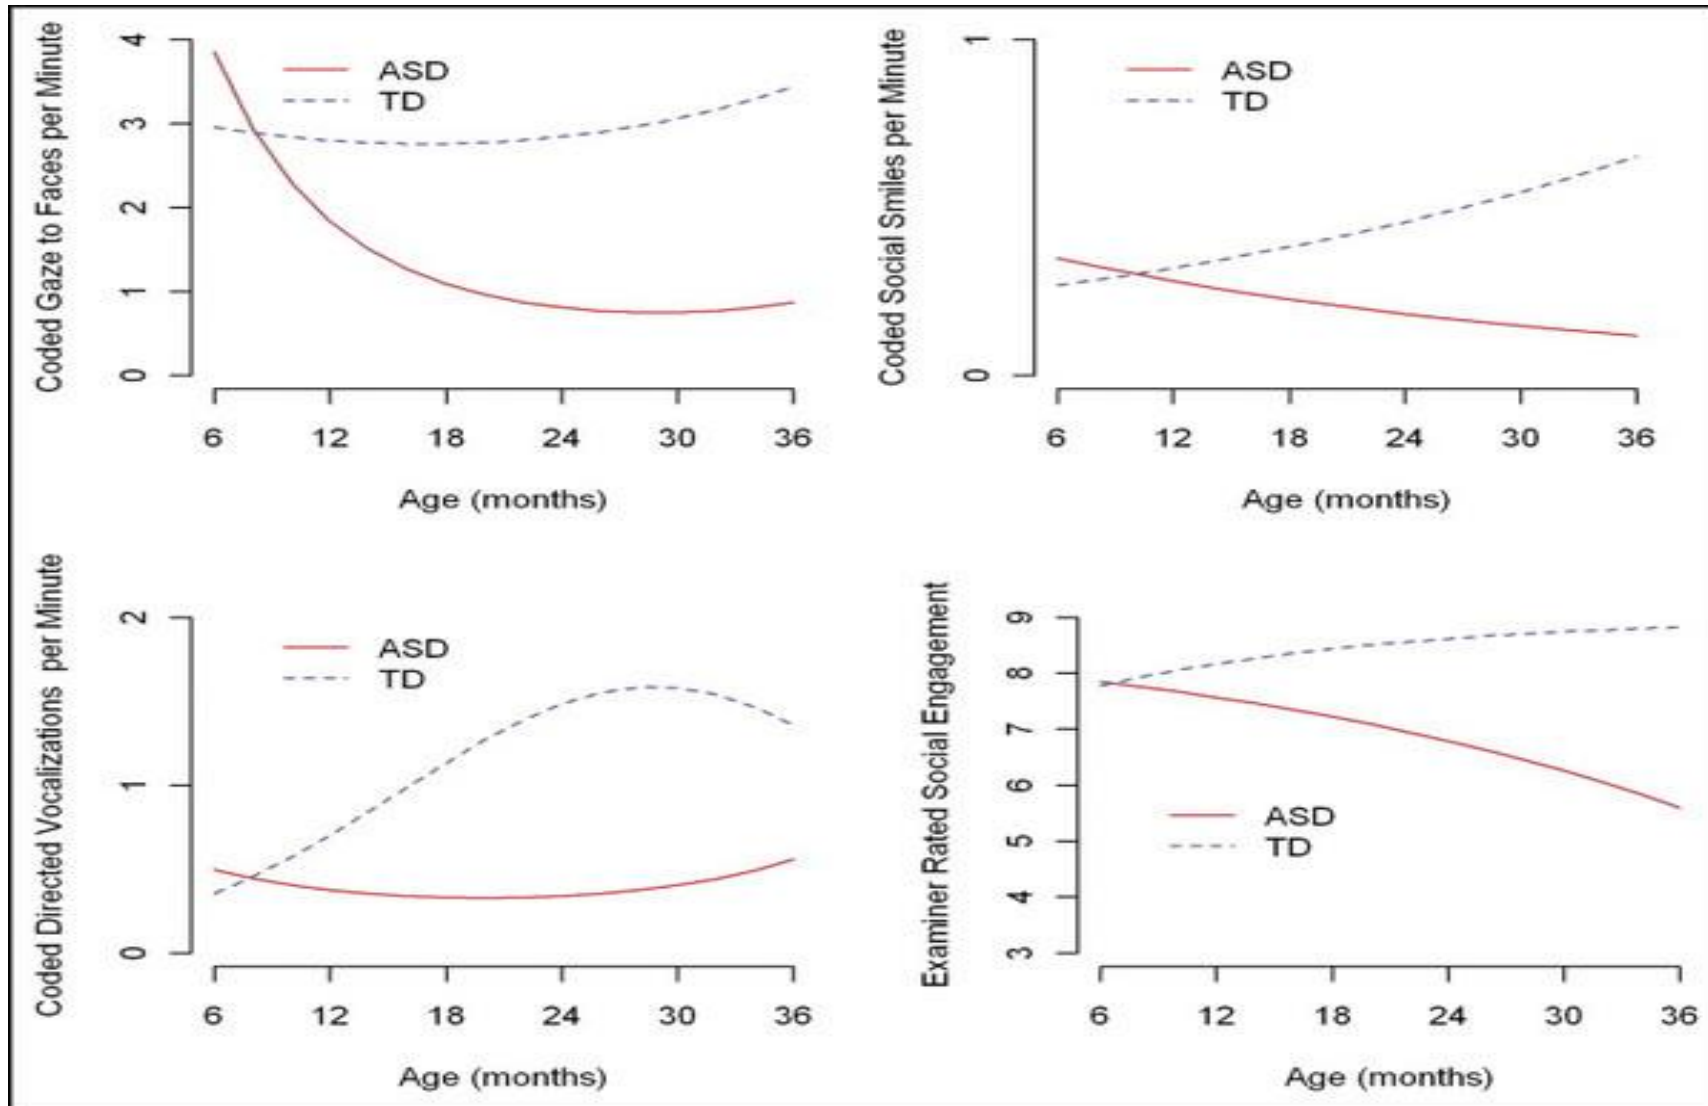 Coded Gaze to Faces per Minute
4
3
2
1
0
ASD
TD
6 12 18 24 30 36
Age (months)
Coded Social Smiles per Minute
1
0
ASD
TD
6 12 18 24 30 36
Age (months)
Coded Directed Vocalizations per Minute
2
1
0
ASD
TD
6 12 18 24 30 36
Age (months)
Examiner Rated Social Engagement
9
8
7
6
5
4
3
ASD
TD
6 12 18 24 30 36
Age (months)